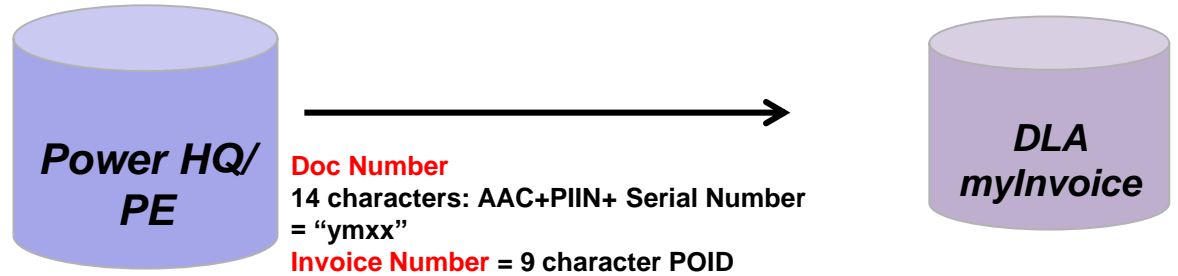 Power HQ/
PE
Doc Number
14 characters: AAC+PIIN+ Serial Number
= “ymxx”
Invoice Number = 9 character POID
DLA
myInvoice